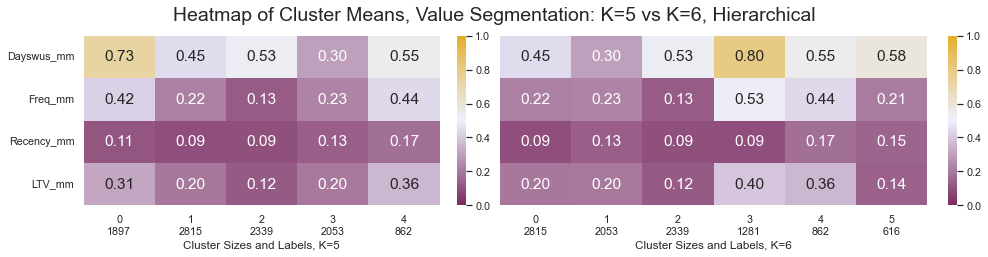 Heatmap of Cluster Means, Value Segmentation: K=5 vs K=6, Hierarchical
Dayswus_mm 0.73 0.45 0.53 0.30 0.55
Freq_mm 0.42 0.22 0.13 0.23 0.44
Recency_mm 0.11 0.09 0.09 0.13 0.17
LTV_mm 0.31 0.20 0.12 0.20 0.36
0 1 2 3 4
1897 2815 2339 2053 862
Cluster Sizes and Labels, K=5
1.0
0.8
0.6
0.4
0.2
0.0
0.45 0.30 0.53 0.80 0.55 0.58
0.22 0.23 0.13 0.53 0.44 0.21
0.09 0.13 0.09 0.09 0.17 0.15
0.20 0.20 0.12 0.40 0.36 0.14
0 1 2 3 4 5
2815 2053 2339 1281 862 616
Cluster Sizes and Labels, K=6
1.0
0.8
0.6
0.4
0.2
0.0